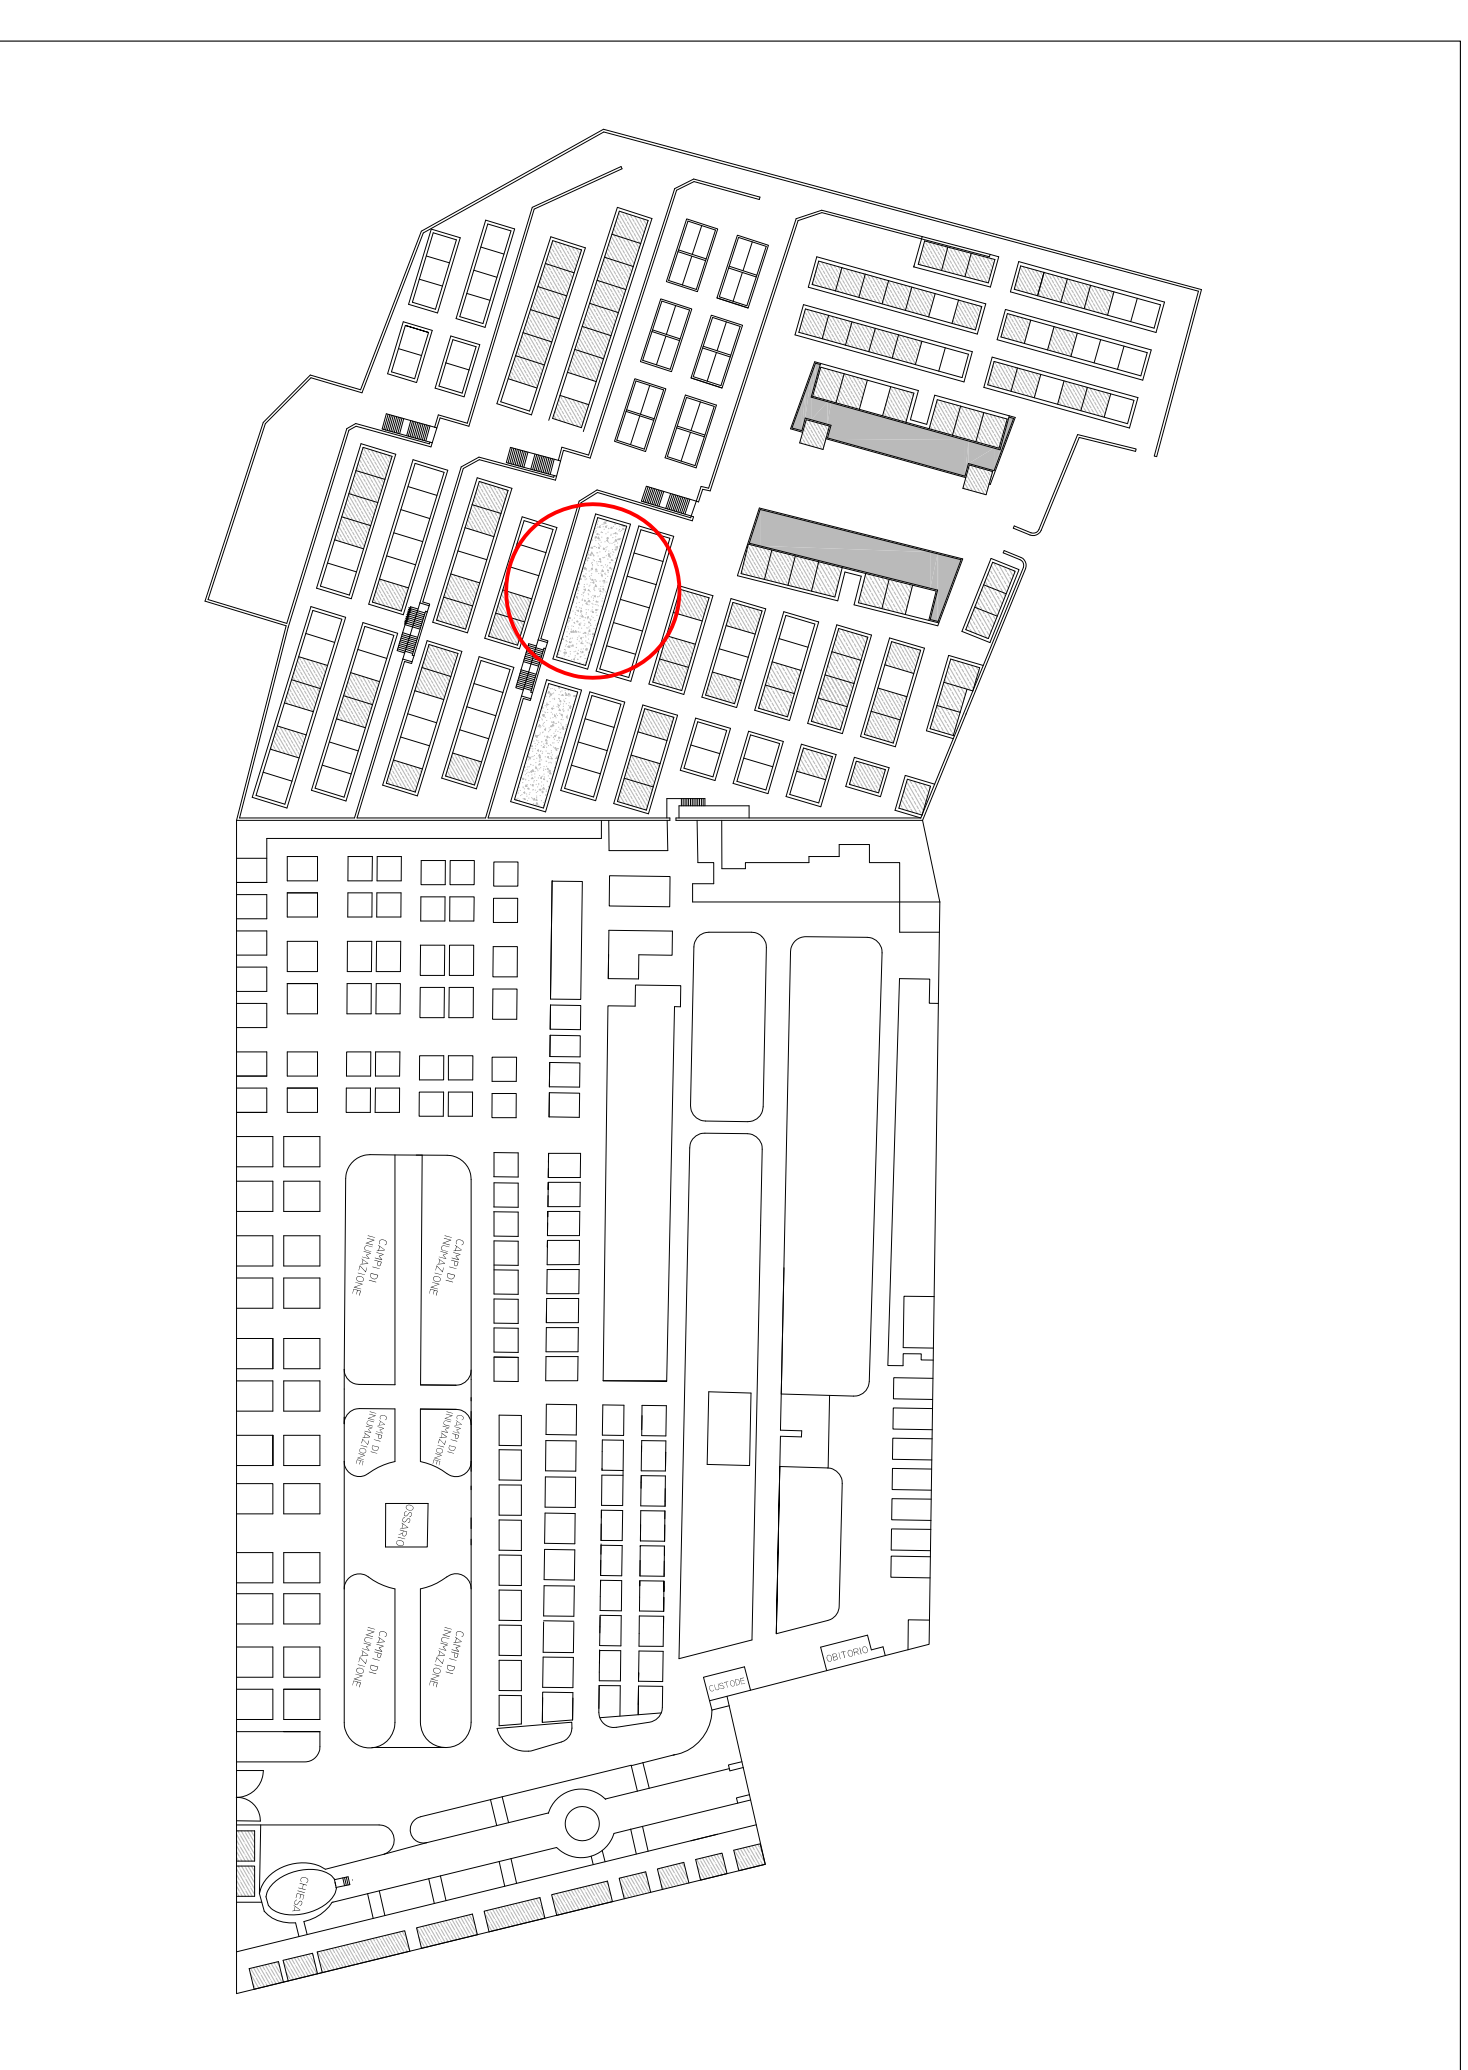 CAMPI DI
INUMAZIONE
CAMPI DI
INUMAZIONE
CAMPI DI
INUMAZIONE
CAMPI DI
INUMAZIONE
OSSARIO
CAMPI DI
INUMAZIONE
CAMPI DI
INUMAZIONE
OBITORIO
CUSTODE
CHIESA